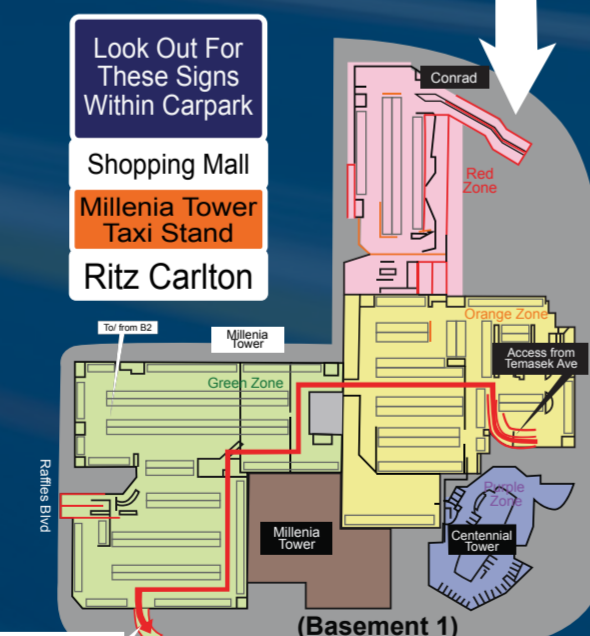 Look Out For
These Signs
Within Carpark
Shopping Mall
Millenia Tower
Taxi Stand
Ritz Carlton
Conrad
Red
Zone
To/ from B2
Millenia
Tower
Orange Zone
Access from
Temasek Ave
Green Zone
Raffles Blvd
Purple
Zone
Millenia
Tower
Centennial
Tower
(Basement 1)